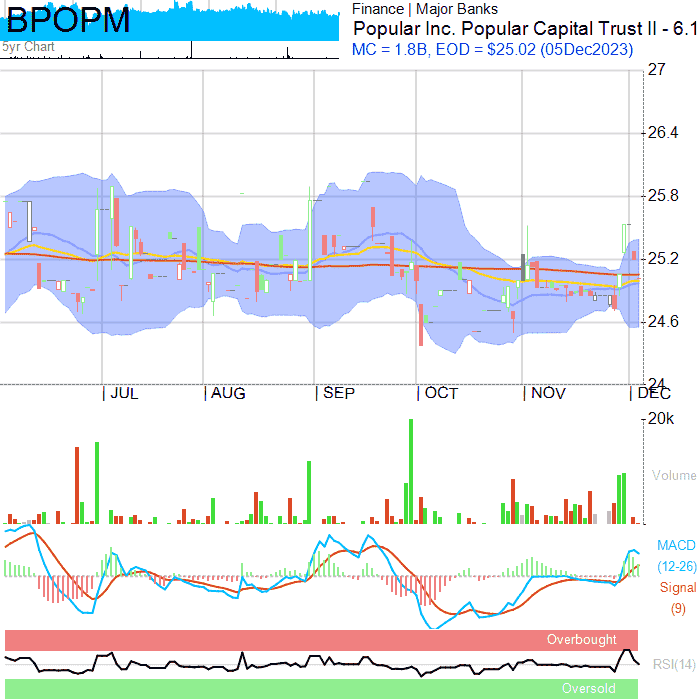 BPOPM
5yr Chart
Finance | Major Banks
Popular Inc. Popular Capital Trust II - 6.1
MC = 1.8B, EOD = $25.02 (05Dec2023)
27
26.4
25.8
25.2
24.6
24
JUL
AUG
SEP
OCT
NOV
DEC
20k
Volume
MACD
(12-26)
Signal
(9)
Overbought
RSI(14)
Oversold